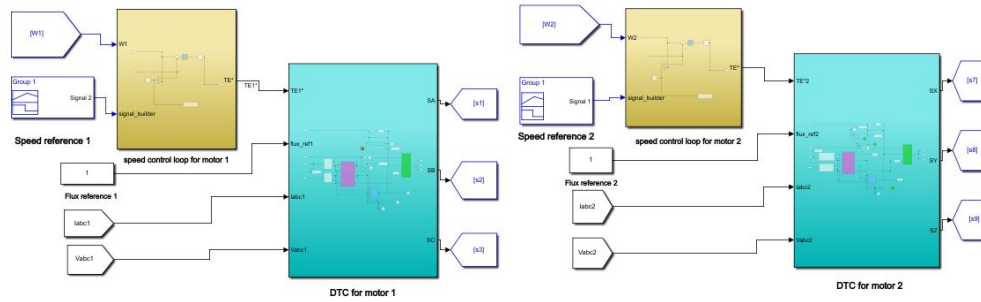 [W1]
W1
Group 1
Signal 2
signal_builder
TE*
TE1*
Speed reference 1
speed control loop for motor 1
TE1*
flux_ref1
Iabc1
Vabc1
1
Flux reference 1
Iabc1
Vabc1
SA
SB
SC
[s1]
[s2]
[s3]
DTC for motor 1
[W2]
W2
Group 1
Signal 1
signal_builder
TE*
Speed reference 2
speed control loop for motor 2
TE*2
flux_ref2
Iabc2
Vabc2
1
Flux reference 2
Iabc2
Vabc2
SX
SY
SZ
[s7]
[s8]
[s9]
DTC for motor 2